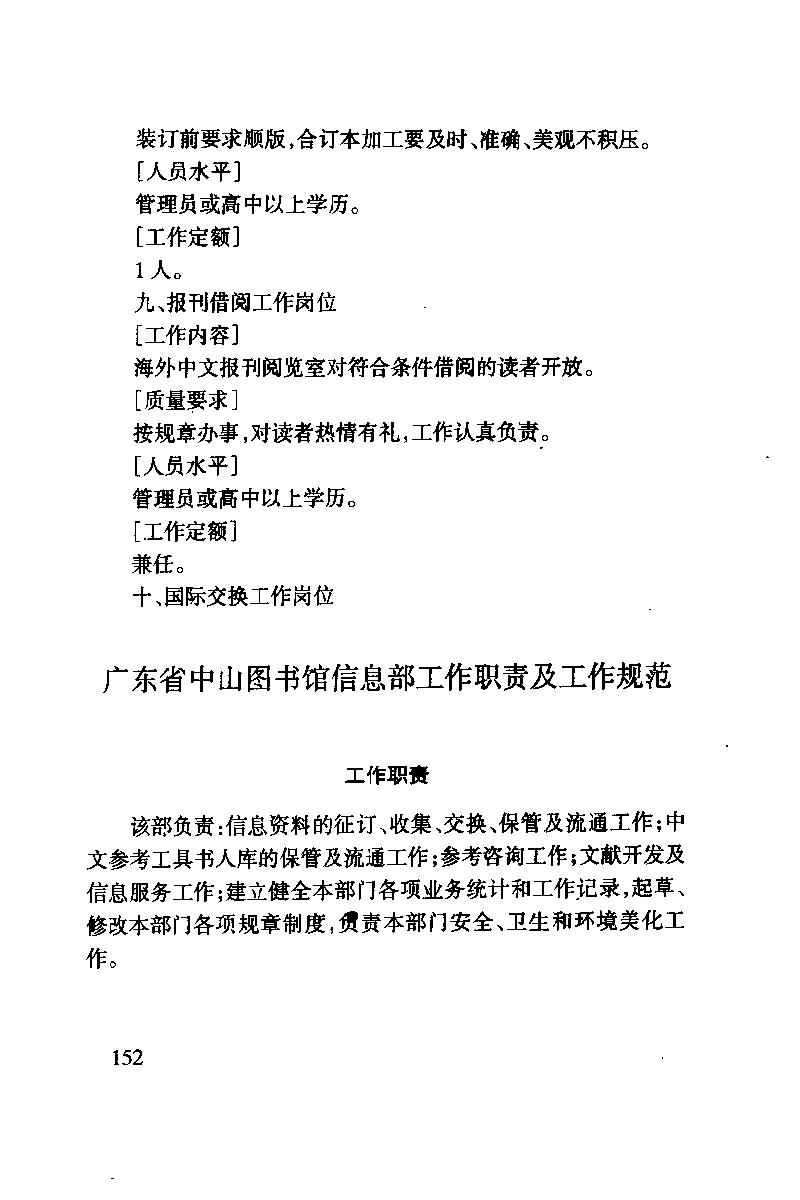 装订前要求顺版,合订本加工要及时、准确、美观不积压。
[人员水平]
管理员或高中以上学历。
[工作定额]
1人。
九、报刊借阅工作岗位
[工作内容]
海外中文报刊阅览室对符合条件借阅的读者开放。
[质量要求]
按规章办事,对读者热情有礼,工作认真负责。
[人员水平]
管理员或高中以上学历。
[工作定额]
兼任。
十、国际交换工作岗位
广东省中山图书馆信息部工作职责及工作规范
工作职责
该部负责:信息资料的征订、收集、交换、保管及流通工作;中
文参考工具书人库的保管及流通工作;参考咨询工作;文献开发及
信息服务工作;建立健全本部门各项业务统计和工作记录,起草、
修改本部门各项规章制度,负责本部门安全、卫生和环境美化工
作。
152